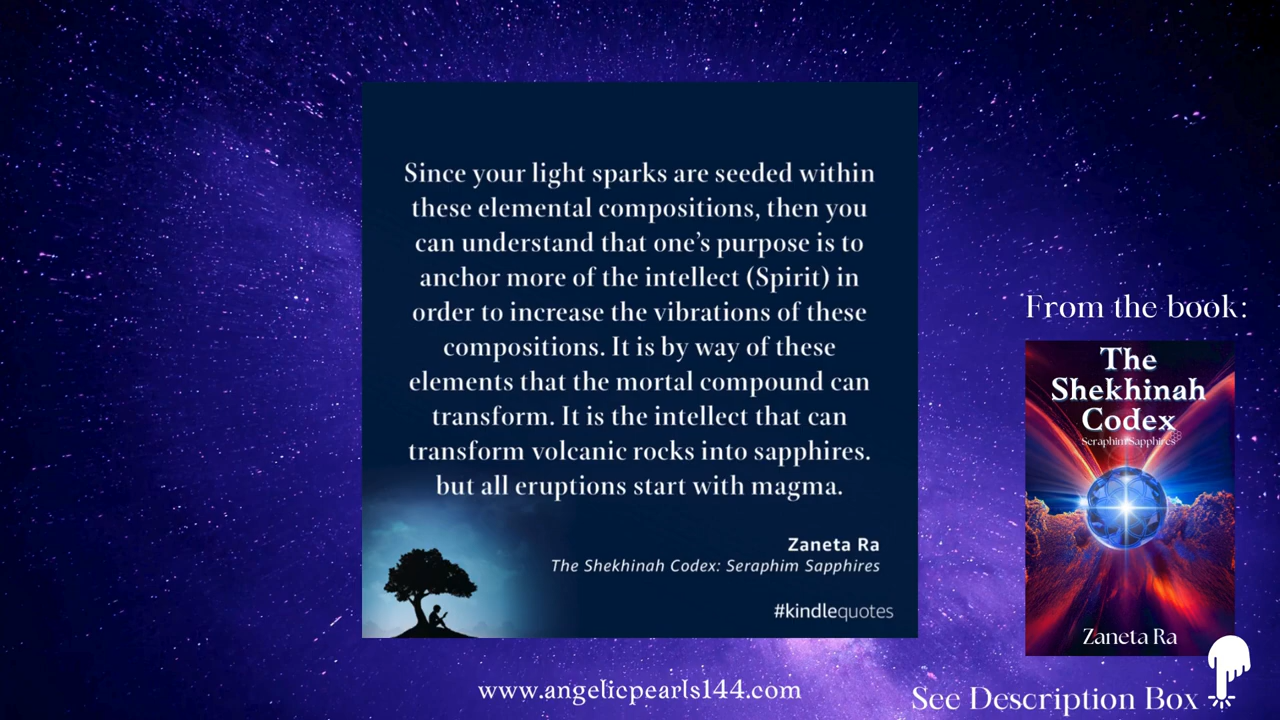 Since your light sparks are seeded within
these elemental compositions, then you
can understand that one's purpose is to
anchor more of the intellect (Spirit) in
order to increase the vibrations of these
compositions. It is by way of these
elements that the mortal compound can
transform. It is the intellect that can
transform volcanic rocks into sapphires.
but all eruptions start with magma.
Zaneta Ra
The Shekhinah Codex: Seraphim Sapphires
#kindlequotes
From the book:
The
Shekhinah
Codex
Seraphim Sapphires
Zaneta Ra
www.angelicpearls144.com
See Description Box